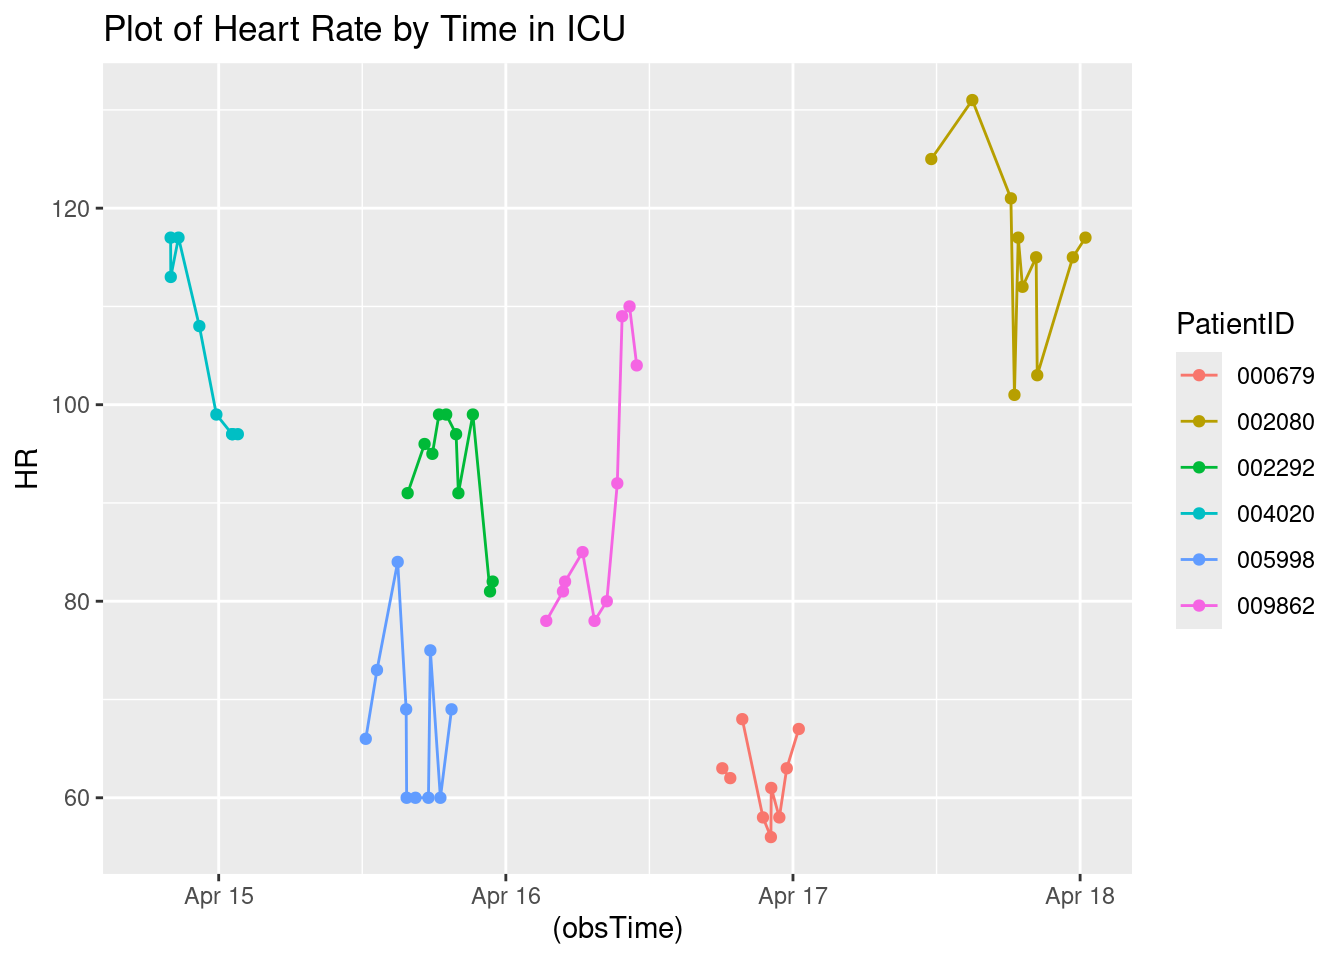 Plot of Heart Rate by Time in ICU
120
100
80
60
HR
Apr 15
Apr 16
Apr 17
Apr 18
(obsTime)
PatientID
000679
002080
002292
004020
005998
009862